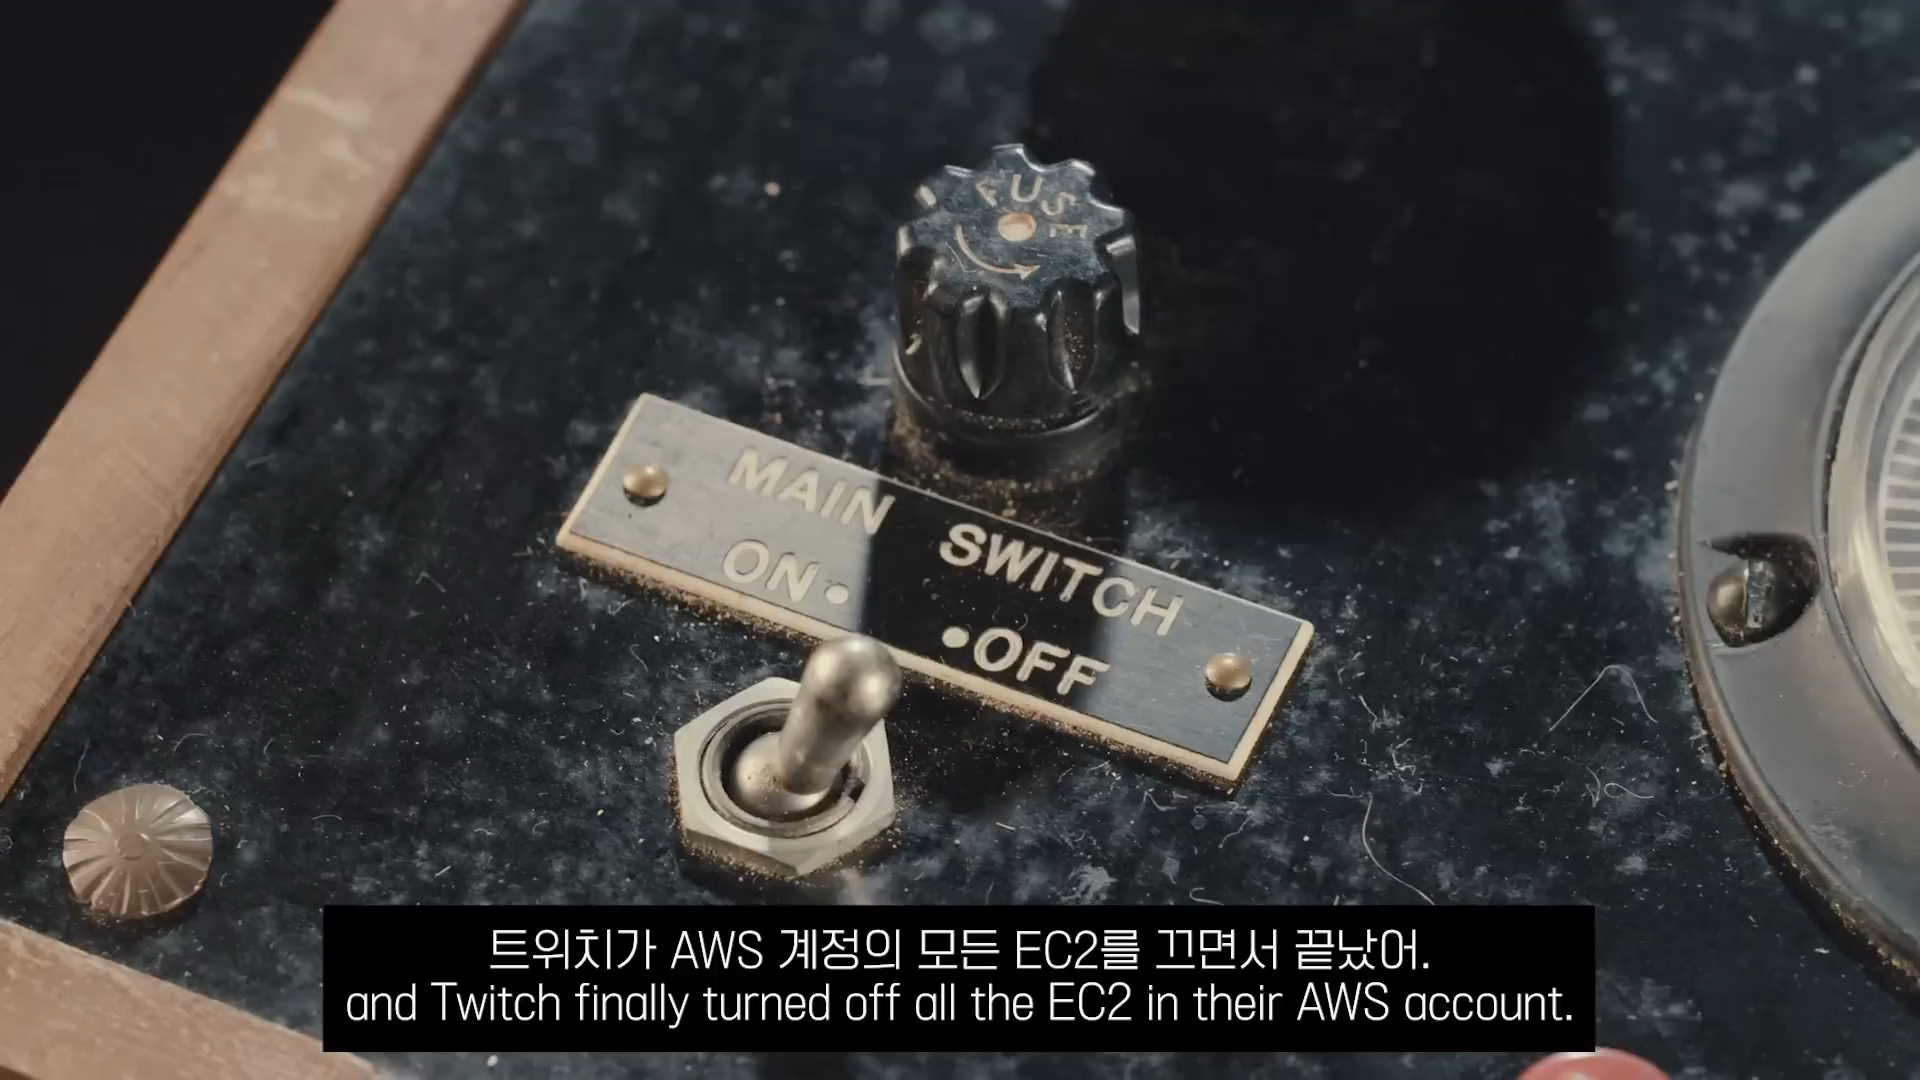 FUSE
MAIN SWITCH
ON• •OFF
트위치가 AWS 계정의 모든 EC2를 끄면서 끝났어.
and Twitch finally turned off all the EC2 in their AWS account.